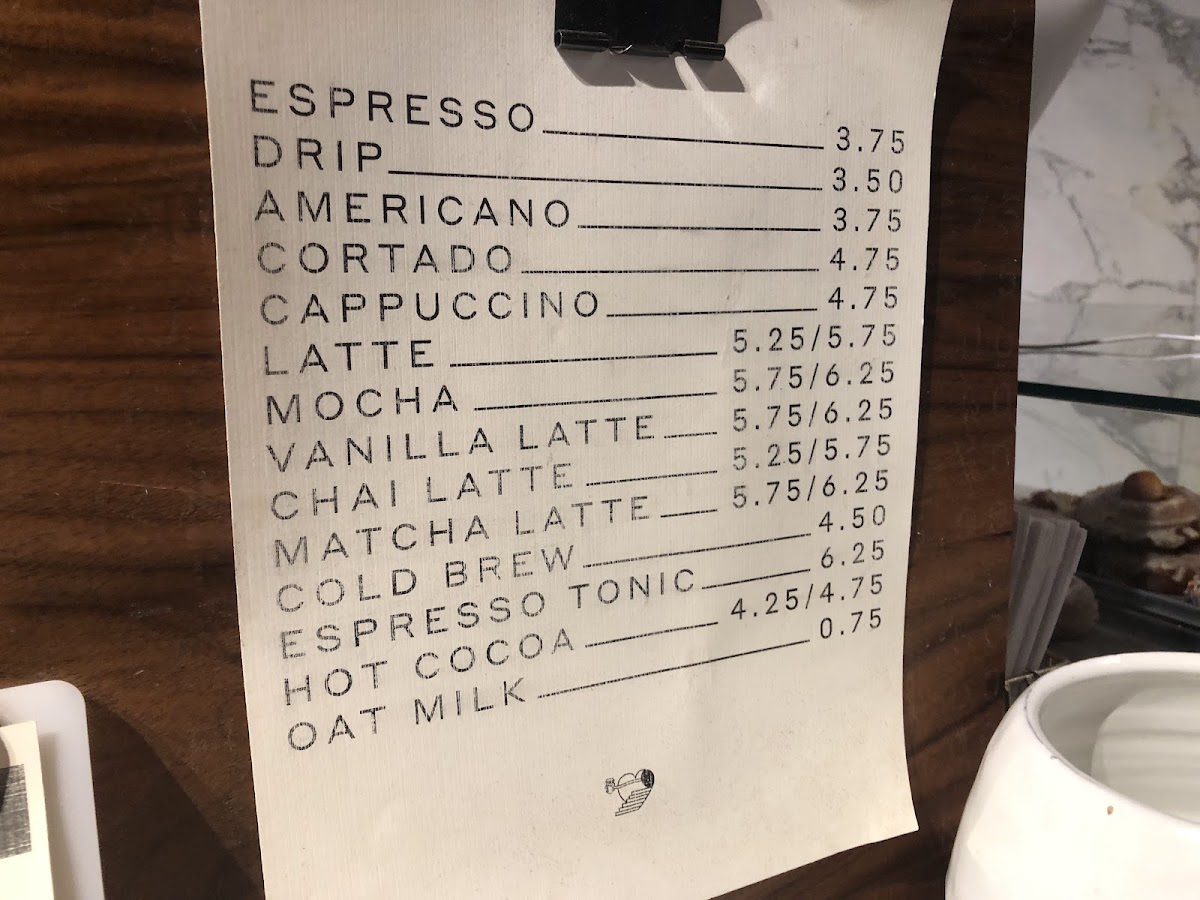 ESPRESSO 3.75
DRIP 3.50
AMERICANO 3.75
CORTADO 4.75
CAPPUCCINO 4.75
LATTE 5.25/5.75
MOCHA 5.75/6.25
VANILLA LATTE 5.75/6.25
CHAI LATTE 5.25/5.75
MATCHA LATTE 5.75/6.25
COLD BREW 4.50
ESPRESSO TONIC 6.25
HOT COCOA 4.25/4.75
OAT MILK 0.75